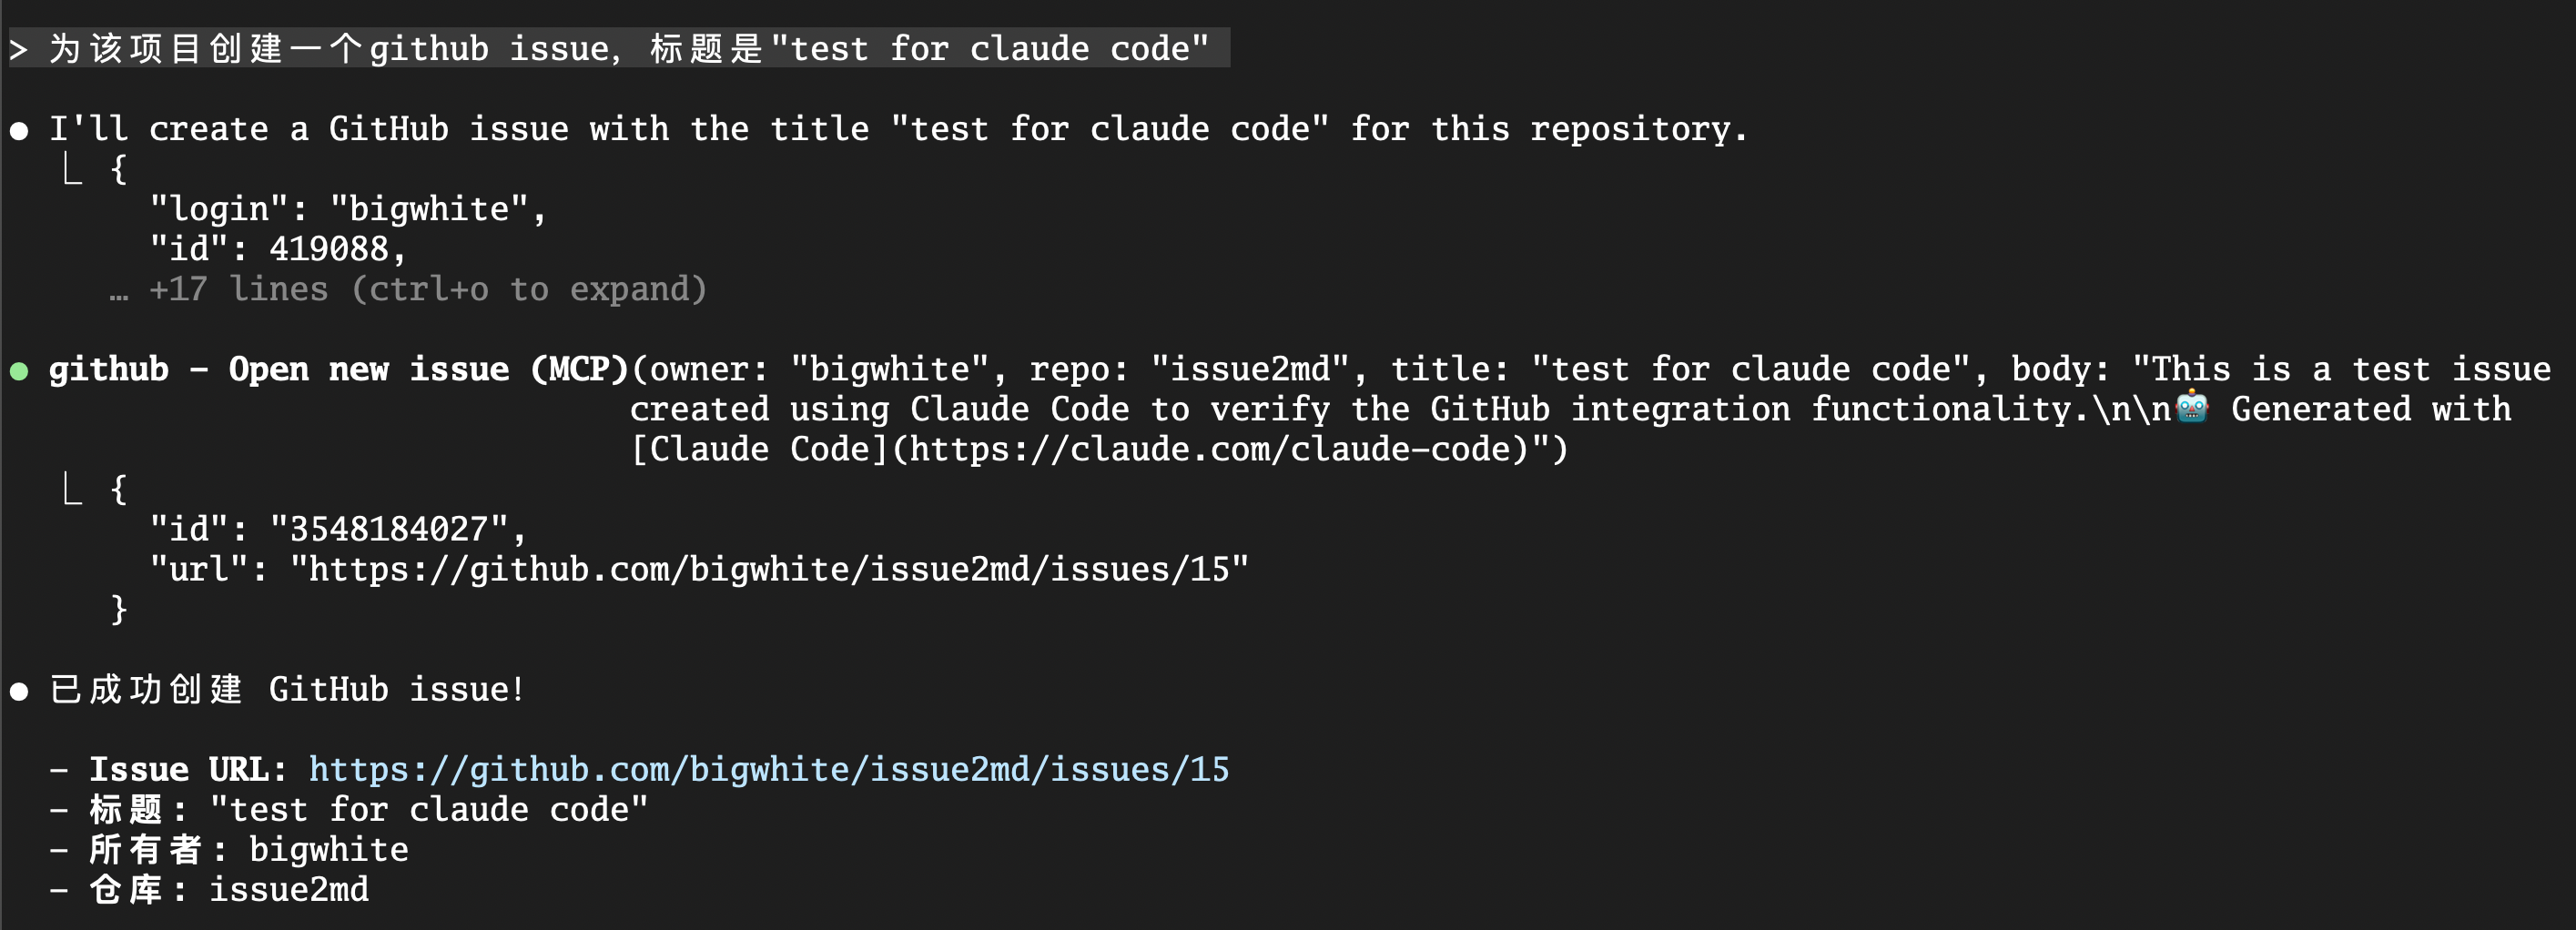 > 为该项目创建一个github issue, 标题是"test for claude code"
● I'll create a GitHub issue with the title "test for claude code" for this repository.
⎿ {
"login": "bigwhite",
"id": 419088,
… +17 lines (ctrl+o to expand)
● github - Open new issue (MCP)(owner: "bigwhite", repo: "issue2md", title: "test for claude code", body: "This is a test issue
created using Claude Code to verify the GitHub integration functionality.\n\n🤖 Generated with
[Claude Code](https://claude.com/claude-code)")
⎿ {
"id": "3548184027",
"url": "https://github.com/bigwhite/issue2md/issues/15"
}
● 已成功创建 GitHub issue!
- Issue URL: https://github.com/bigwhite/issue2md/issues/15
- 标题: "test for claude code"
- 所有者: bigwhite
- 仓库: issue2md